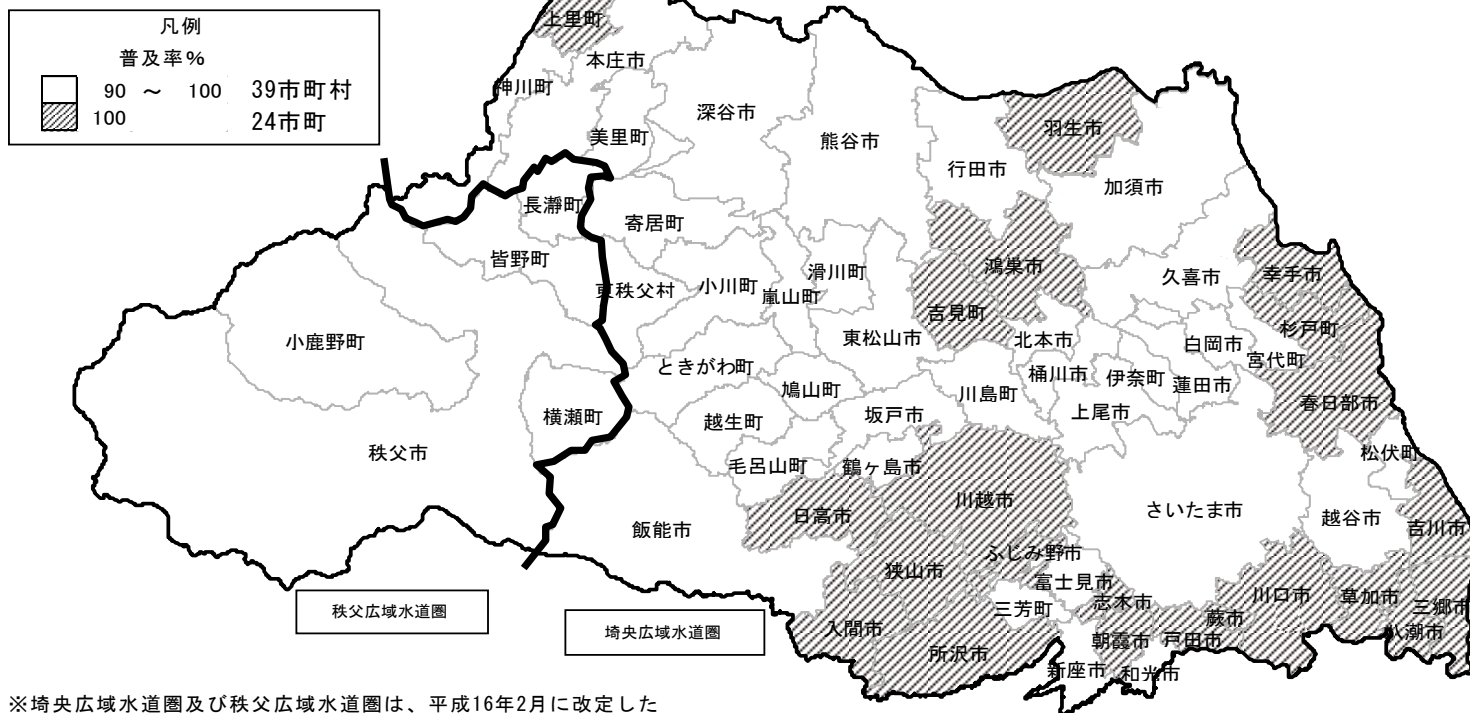 凡例
普及率%
90 ～ 100 39市町村
100 24市町
上里町
本庄市
神川町
美里町
深谷市
熊谷市
行田市
羽生市
加須市
長瀞町
寄居町
皆野町
東秩父村
小川町
嵐山町
滑川町
吉見町
鴻巣市
久喜市
幸手市
杉戸町
小鹿野町
ときがわ町
東松山市
北本市
白岡市
宮代町
鳩山町
川島町
桶川市
伊奈町
蓮田市
横瀬町
越生町
坂戸市
上尾市
春日部市
秩父市
毛呂山町
鶴ヶ島市
松伏町
飯能市
日高市
川越市
さいたま市
越谷市
吉川市
狭山市
ふじみ野市
富士見市
三芳町
志木市
川口市
草加市
三郷市
八潮市
蕨市
戸田市
入間市
所沢市
朝霞市
新座市
和光市
秩父広域水道圏
埼央広域水道圏
※埼央広域水道圏及び秩父広域水道圏は、平成16年2月に改定した